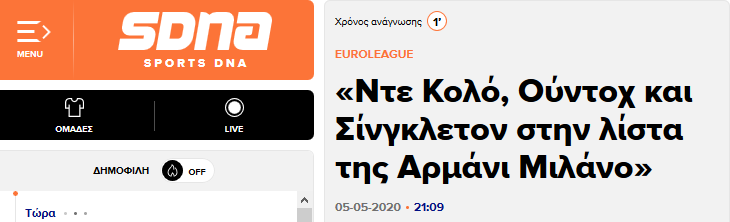 MENU
SDNA
SPORTS DNA
ΟΜΑΔΕΣ
LIVE
ΔΗΜΟΦΙΛΗ
OFF
Τώρα
Χρόνος ανάγνωσης 1'
EUROLEAGUE
«Ντε Κολό, Ούντοχ και
Σίνγκλετον στην λίστα
της Αρμάνι Μιλάνο»
05-05-2020 • 21:09